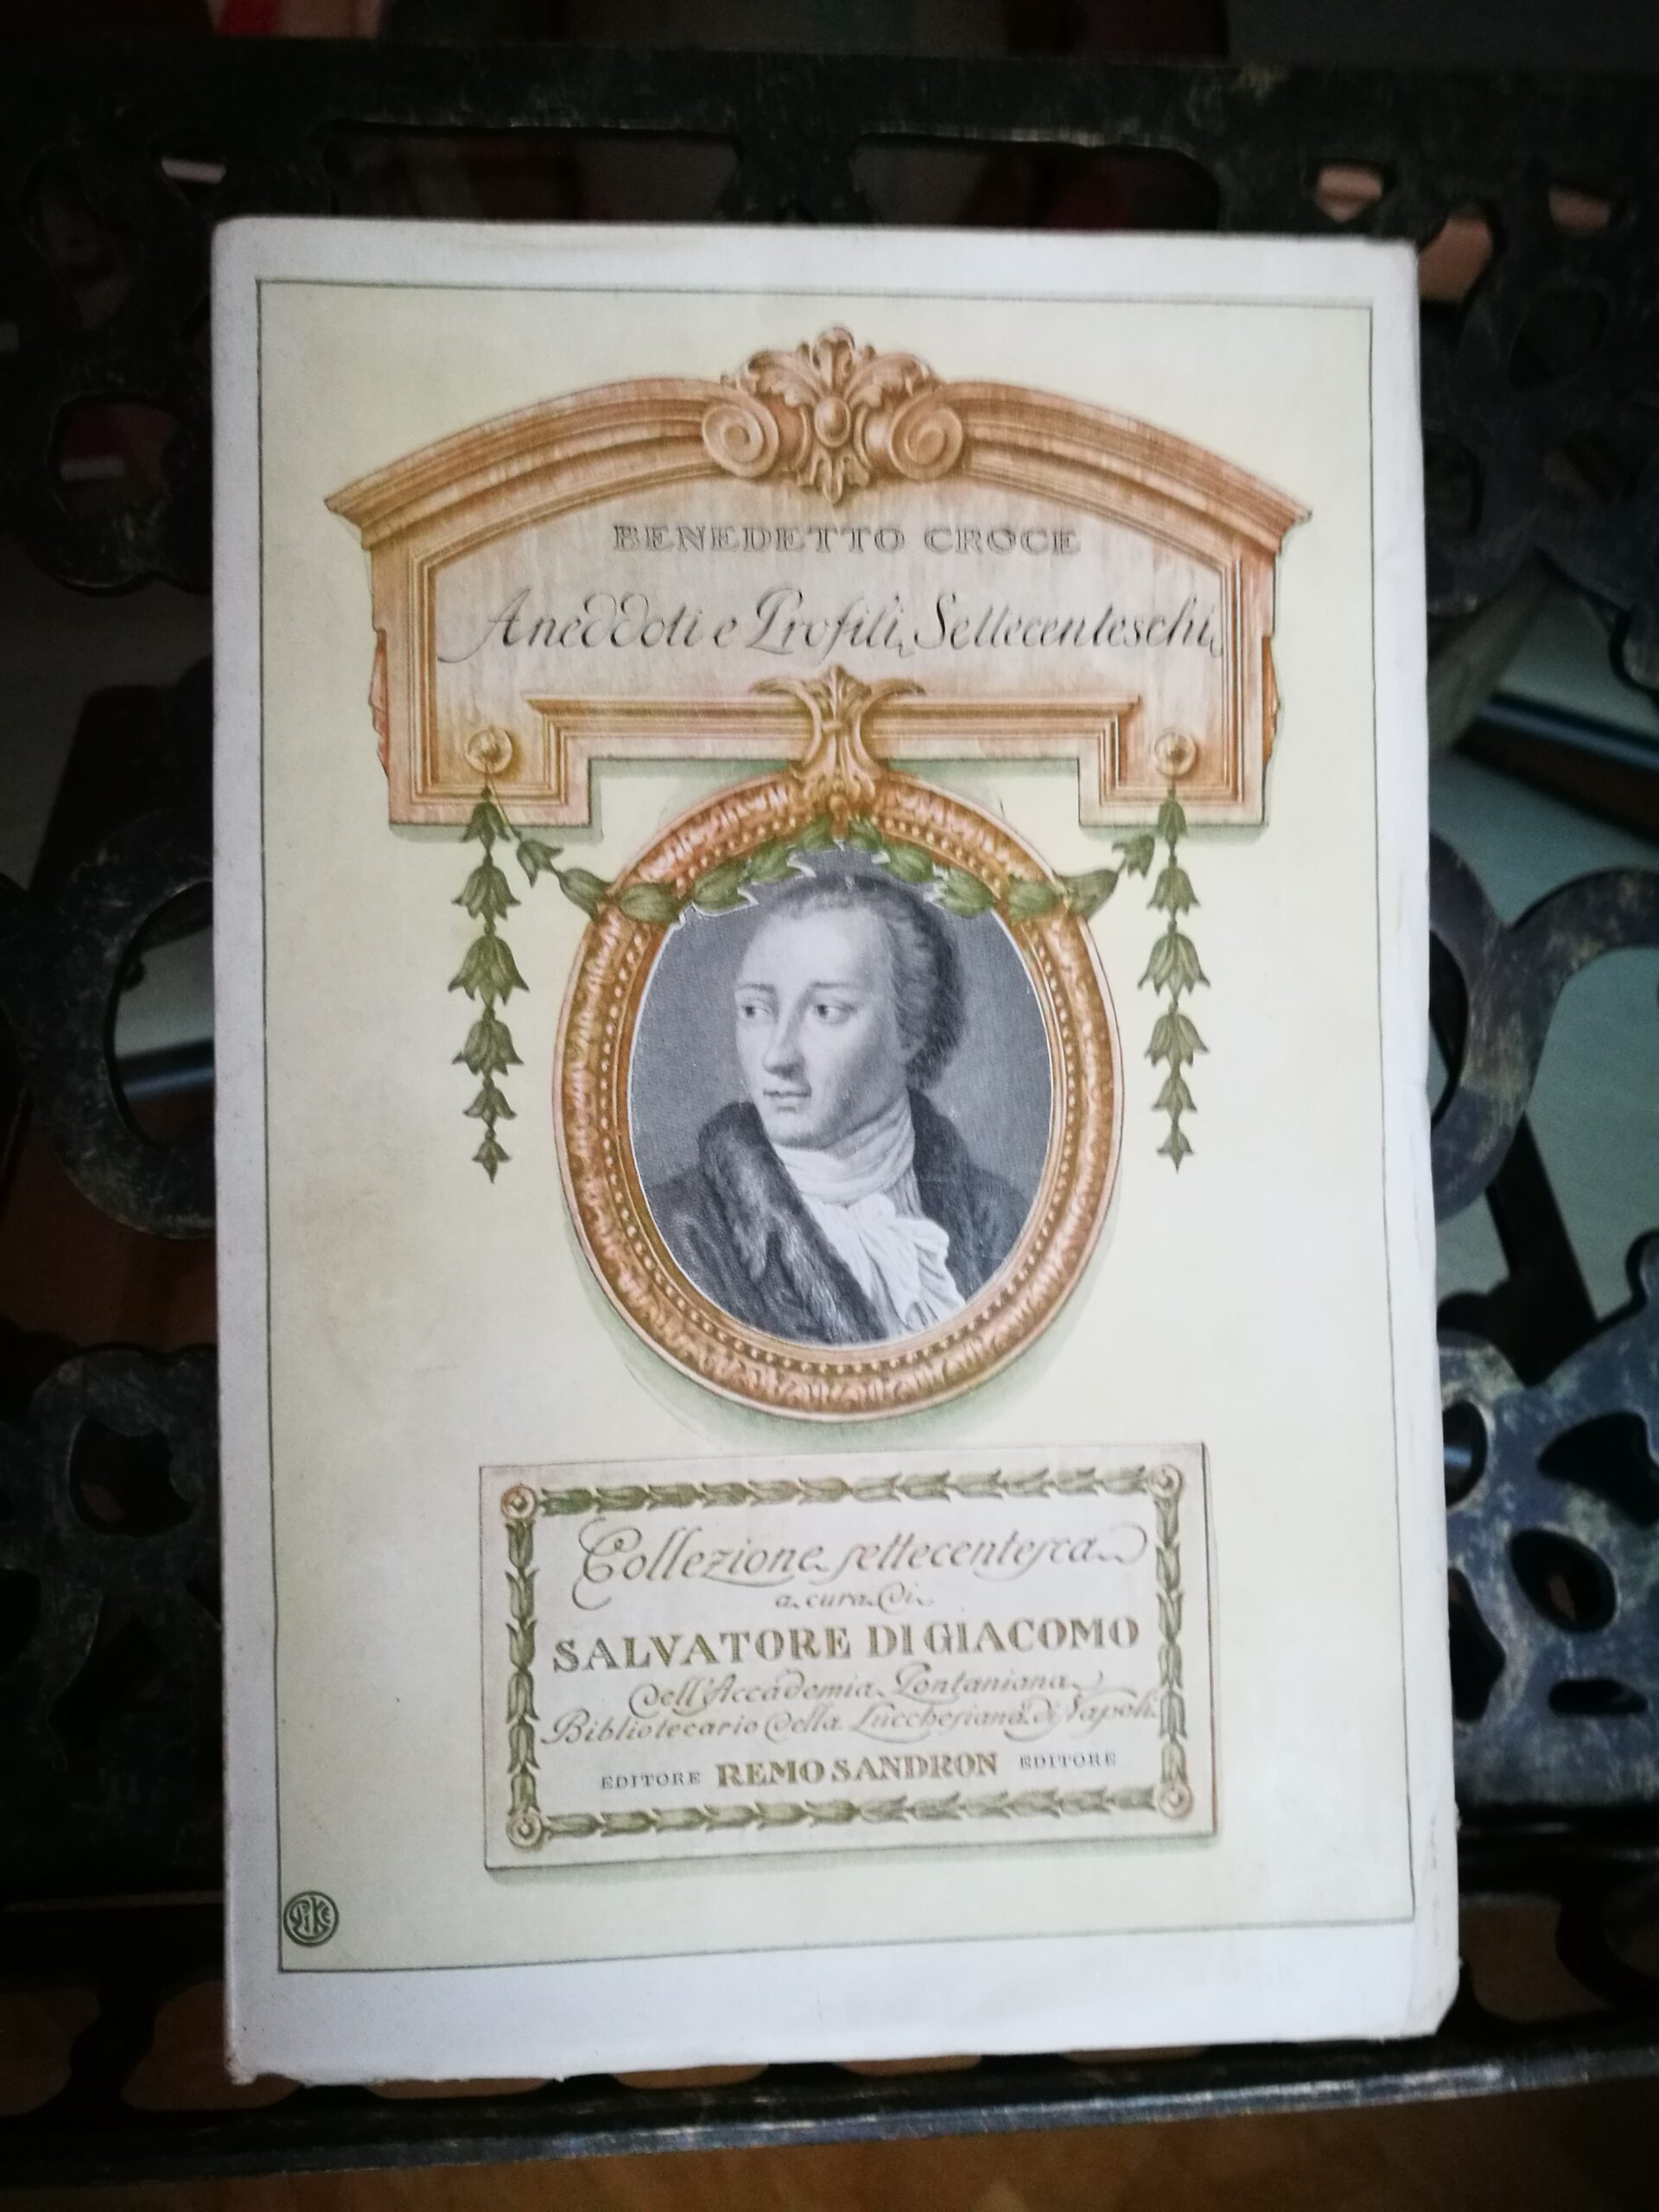 BENEDETTO CROCE
Aneddoti e Profili Settecenteschi
Collezione settecentesca
a cura di
SALVATORE DI GIACOMO
dell'Accademia Pontaniana
Bibliotecario della Lucchesiana di Napoli
EDITORE REMO SANDRON EDITORE
PiKE